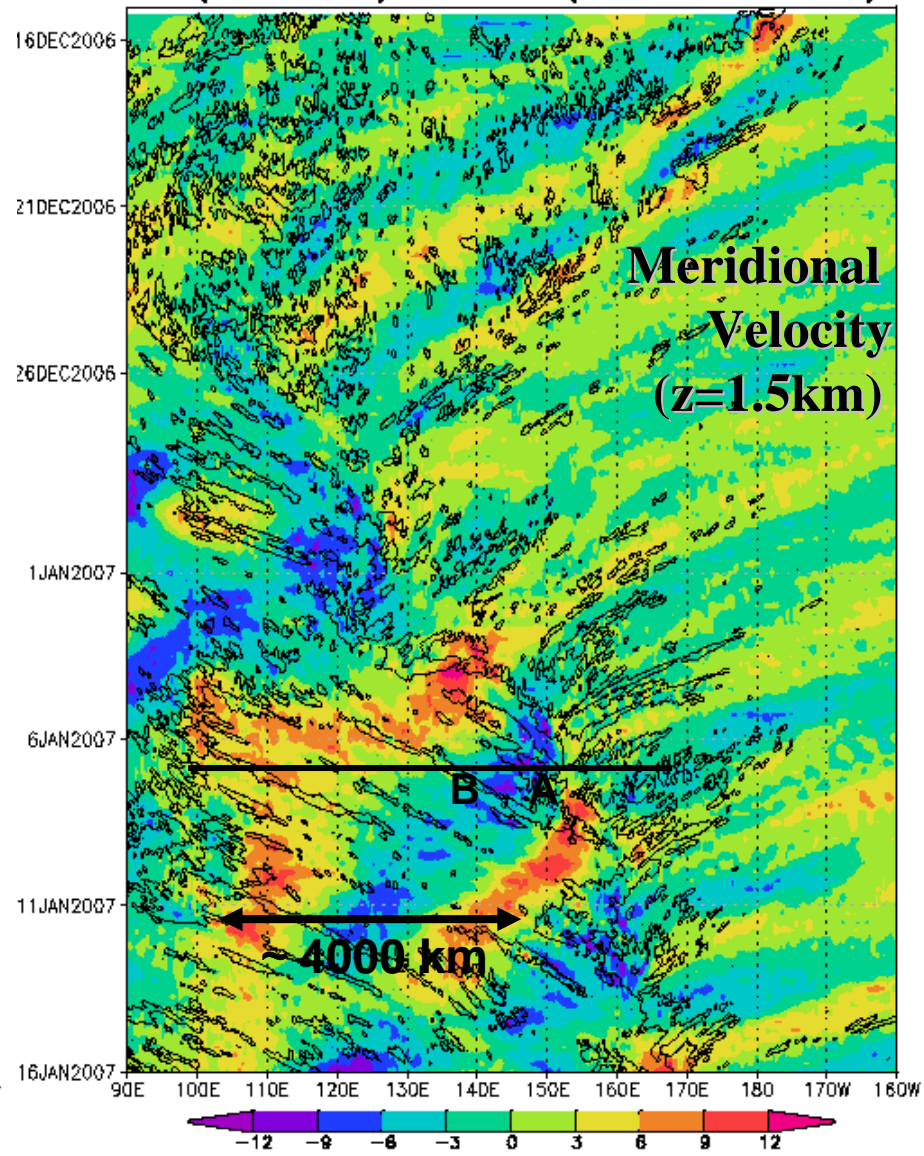 16DEC2006
21DEC2006
Meridional
Velocity
26DEC2006
(z=1.5km)
1JAN2007
6JAN2007
B A
11JAN2007
~ 4000 km
16JAN2007
90E 100E 110E 120E 130E 140E 150E 160E 170E 180 170W 160W
-12 -9 -6 -3 0 3 6 9 12